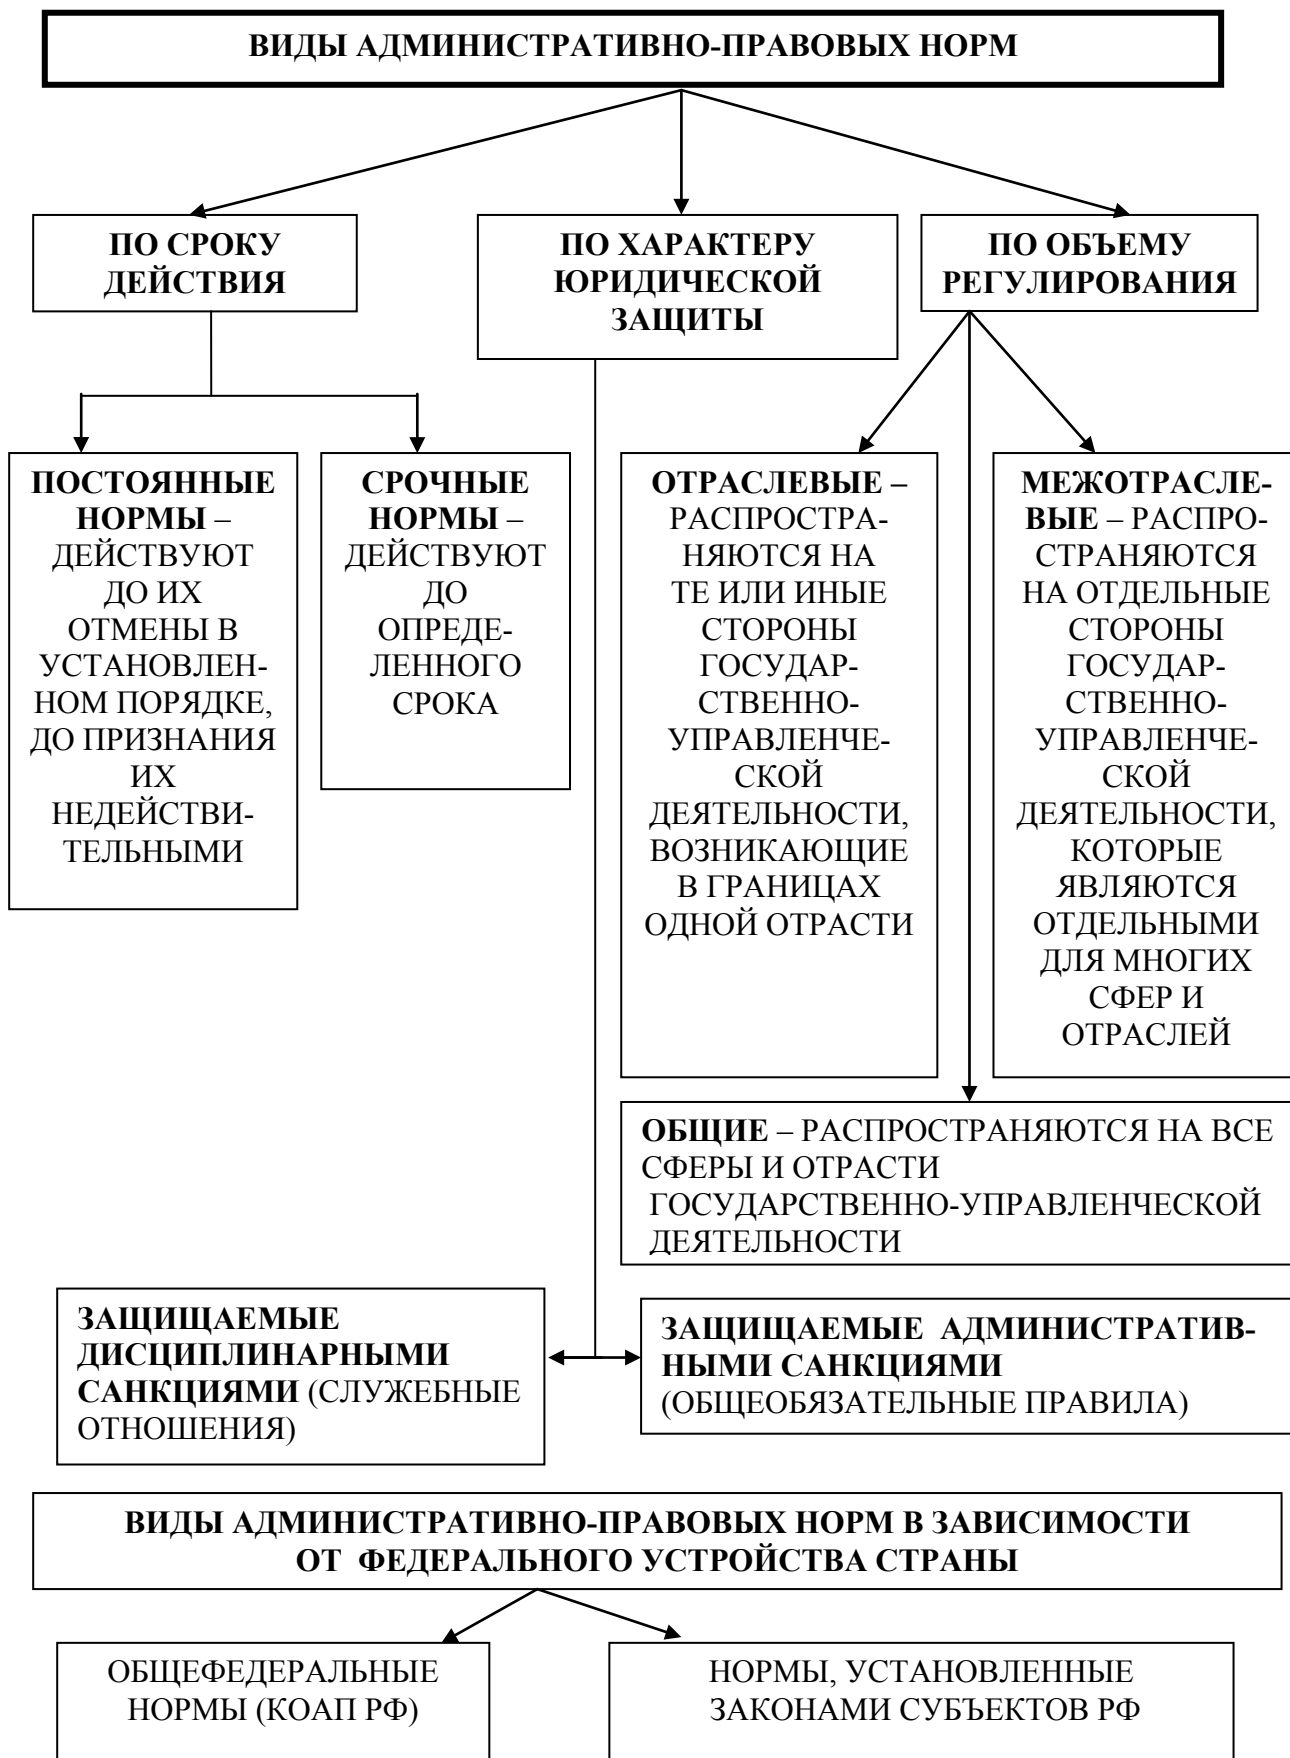 ВИДЫ АДМИНИСТРАТИВНО-ПРАВОВЫХ НОРМ
ПО СРОКУ
ДЕЙСТВИЯ
ПО ХАРАКТЕРУ
ЮРИДИЧЕСКОЙ
ЗАЩИТЫ
ПО ОБЪЕМУ
РЕГУЛИРОВАНИЯ
ПОСТОЯННЫЕ
НОРМЫ –
ДЕЙСТВУЮТ
ДО ИХ
ОТМЕНЫ В
УСТАНОВЛЕН-
НОМ ПОРЯДКЕ,
ДО ПРИЗНАНИЯ
ИХ
НЕДЕЙСТВИ-
ТЕЛЬНЫМИ
СРОЧНЫЕ
НОРМЫ –
ДЕЙСТВУЮТ
ДО
ОПРЕДЕ-
ЛЕННОГО
СРОКА
ОТРАСЛЕВЫЕ –
РАСПРОСТРА-
НЯЮТСЯ НА
ТЕ ИЛИ ИНЫЕ
СТОРОНЫ
ГОСУДАР-
СТВЕННО-
УПРАВЛЕНЧЕ-
СКОЙ
ДЕЯТЕЛЬНОСТИ,
ВОЗНИКАЮЩИЕ
В ГРАНИЦАХ
ОДНОЙ ОТРАСТИ
МЕЖОТРАСЛЕ-
ВЫЕ – РАСПРО-
СТРАНЯЮТСЯ
НА ОТДЕЛЬНЫЕ
СТОРОНЫ
ГОСУДАР-
СТВЕННО-
УПРАВЛЕНЧЕ-
СКОЙ
ДЕЯТЕЛЬНОСТИ,
КОТОРЫЕ
ЯВЛЯЮТСЯ
ОТДЕЛЬНЫМИ
ДЛЯ МНОГИХ
СФЕР И
ОТРАСЛЕЙ
ОБЩИЕ – РАСПРОСТРАНЯЮТСЯ НА ВСЕ
СФЕРЫ И ОТРАСТИ
ГОСУДАРСТВЕННО-УПРАВЛЕНЧЕСКОЙ
ДЕЯТЕЛЬНОСТИ
ЗАЩИЩАЕМЫЕ
ДИСЦИПЛИНАРНЫМИ
САНКЦИЯМИ (СЛУЖЕБНЫЕ
ОТНОШЕНИЯ)
ЗАЩИЩАЕМЫЕ АДМИНИСТРАТИВ-
НЫМИ САНКЦИЯМИ
(ОБЩЕОБЯЗАТЕЛЬНЫЕ ПРАВИЛА)
ВИДЫ АДМИНИСТРАТИВНО-ПРАВОВЫХ НОРМ В ЗАВИСИМОСТИ
ОТ ФЕДЕРАЛЬНОГО УСТРОЙСТВА СТРАНЫ
ОБЩЕФЕДЕРАЛЬНЫЕ
НОРМЫ (КОАП РФ)
НОРМЫ, УСТАНОВЛЕННЫЕ
ЗАКОНАМИ СУБЪЕКТОВ РФ